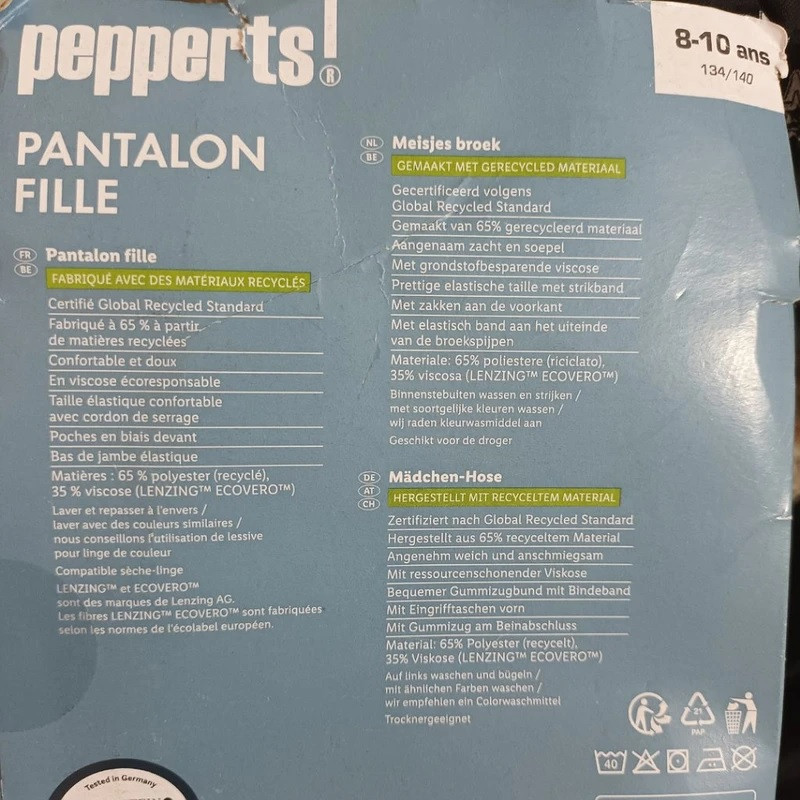 pepperts!®
8-10 ans
134/140
PANTALON
FILLE
FR
BE
Pantalon fille
FABRIQUÉ AVEC DES MATÉRIAUX RECYCLÉS
Certifié Global Recycled Standard
Fabriqué à 65 % à partir
de matières recyclées
Confortable et doux
En viscose écoresponsable
Taille élastique confortable
avec cordon de serrage
Poches en biais devant
Bas de jambe élastique
Matières : 65 % polyester (recyclé),
35 % viscose (LENZING™ ECOVERO™)
Laver et repasser à l'envers /
laver avec des couleurs similaires /
nous conseillons l'utilisation de lessive
pour linge de couleur
Compatible sèche-linge
LENZING™ et ECOVERO™
sont des marques de Lenzing AG.
Les fibres LENZING™ ECOVERO™ sont fabriquées
selon les normes de l'écolabel européen.
NL
BE
Meisjes broek
GEMAAKT MET GERECYCLED MATERIAAL
Gecertificeerd volgens
Global Recycled Standard
Gemaakt van 65% gerecycleerd materiaal
Aangenaam zacht en soepel
Met grondstofbesparende viscose
Prettige elastische taille met strikband
Met zakken aan de voorkant
Met elastisch band aan het uiteinde
van de broekspijpen
Materiale: 65% poliestere (riciclato),
35% viscosa (LENZING™ ECOVERO™)
Binnenstebuiten wassen en strijken /
met soortgelijke kleuren wassen /
wij raden kleurwasmiddel aan
Geschikt voor de droger
DE
AT
CH
Mädchen-Hose
HERGESTELLT MIT RECYCELTEM MATERIAL
Zertifiziert nach Global Recycled Standard
Hergestellt aus 65% recyceltem Material
Angenehm weich und anschmiegsam
Mit ressourcenschonender Viskose
Bequemer Gummizugbund mit Bindeband
Mit Eingrifftaschen vorn
Mit Gummizug am Beinabschluss
Material: 65% Polyester (recycelt),
35% Viskose (LENZING™ ECOVERO™)
Auf links waschen und bügeln /
mit ähnlichen Farben waschen /
wir empfehlen ein Colorwaschmittel
Trocknergeeignet
21
PAP
40
Tested in Germany